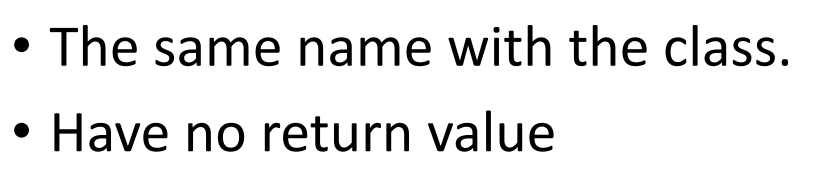 • The same name with the class.
• Have no return value